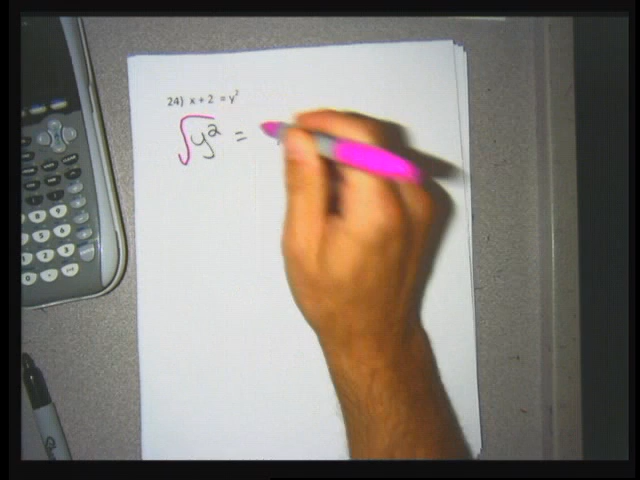 24) x + 2 = y²
√y² =